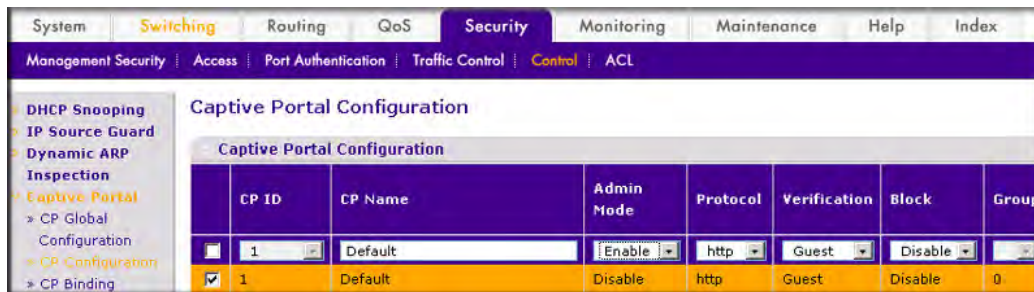 System Switching Routing QoS Security Monitoring Maintenance Help Index
Management Security Access Port Authentication Traffic Control Control ACL
DHCP Snooping
IP Source Guard
Dynamic ARP
Inspection
Captive Portal
» CP Global
Configuration
» CP Configuration
» CP Binding
Captive Portal Configuration
Captive Portal Configuration
CP ID CP Name Admin Mode Protocol Verification Block Group
1 Default Enable http Guest Disable
1 Default Disable http Guest Disable 0